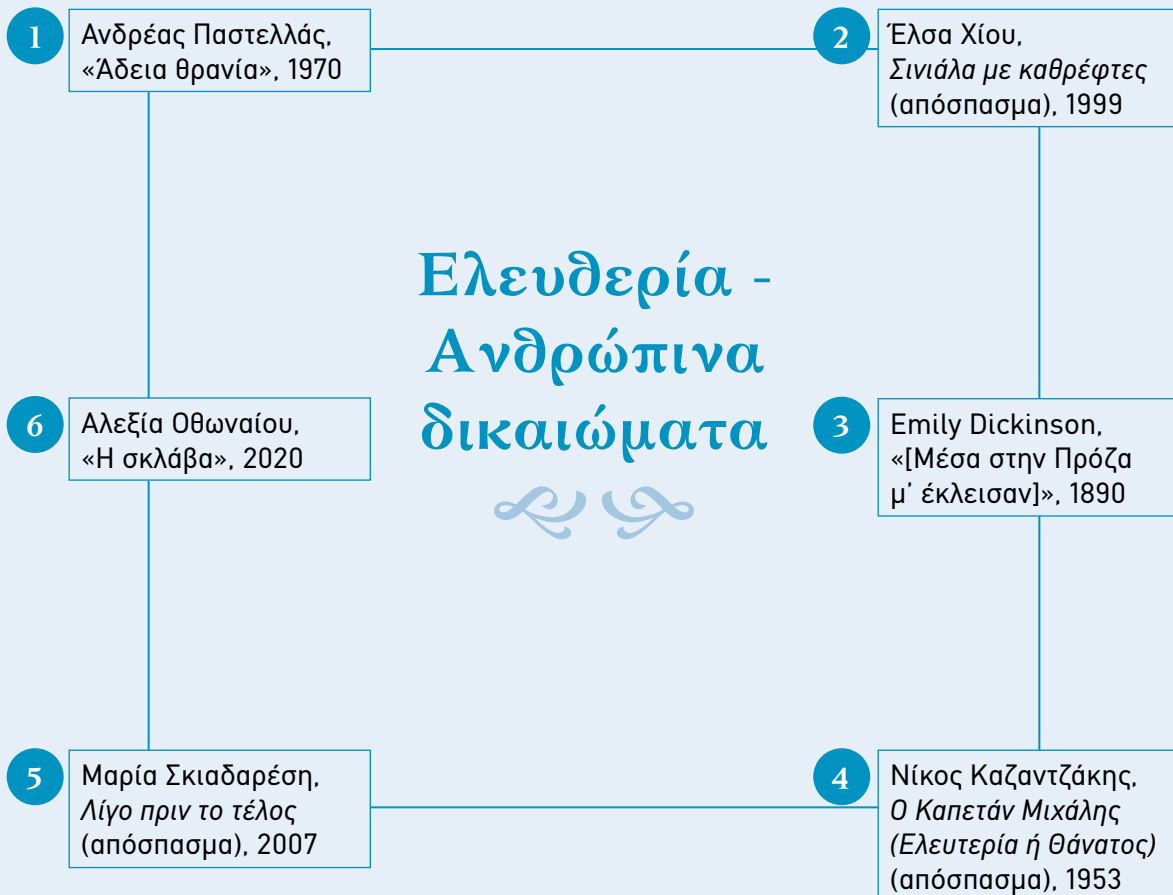 1
Ανδρέας Παστελλάς,
«Άδεια θρανία», 1970
2
Έλσα Χίου,
Σινιάλα με καθρέφτες
(απόσπασμα), 1999
Ελευθερία -
Ανθρώπινα
δικαιώματα
6
Αλεξία Οθωναίου,
«Η σκλάβα», 2020
3
Emily Dickinson,
«[Μέσα στην Πρόζα
μ' έκλεισαν]», 1890
5
Μαρία Σκιαδαρέση,
Λίγο πριν το τέλος
(απόσπασμα), 2007
4
Νίκος Καζαντζάκης,
Ο Καπετάν Μιχάλης
(Ελευτερία ή Θάνατος)
(απόσπασμα), 1953